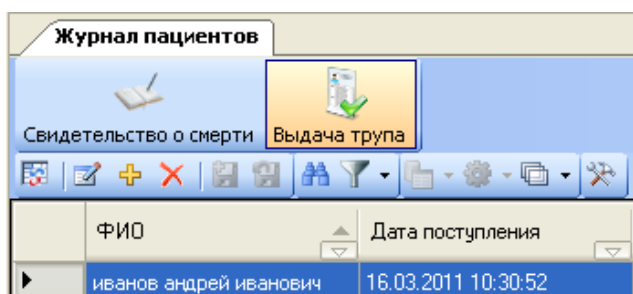 Журнал пациентов
Свидетельство о смерти Выдача трупа
ФИО Дата поступления
иванов андрей иванович 16.03.2011 10:30:52